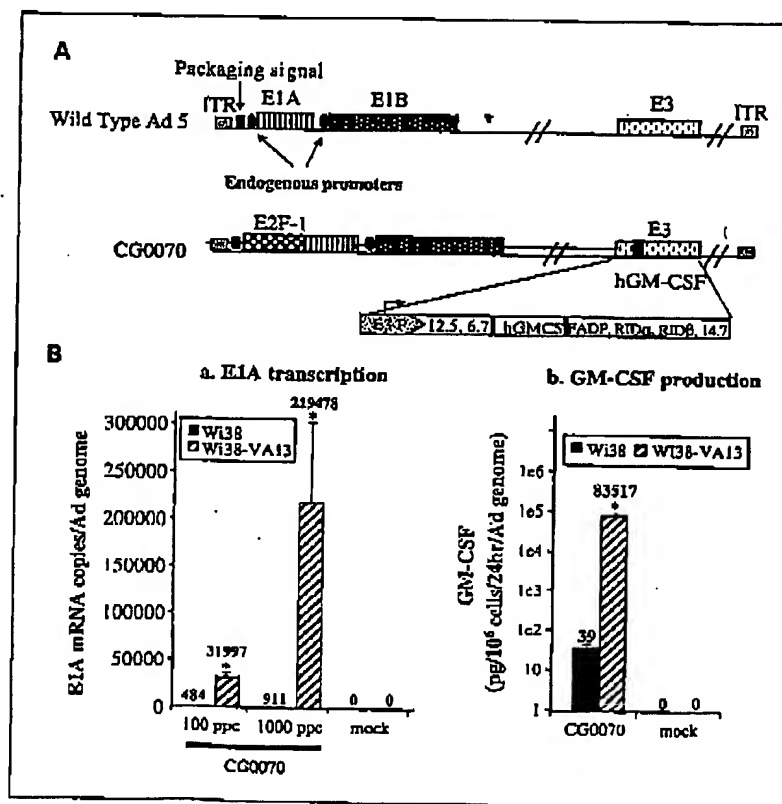 A
Packaging signal
ITR
E1A
E1B
E3
ITR
Wild Type Ad 5
Endogenous promoters
E2F-1
E3
CG0070
hGM-CSF
12.5, 6.7
hGMCS
FADP, RIDα, RIDβ, 14.7
B
a. E1A transcription
b. GM-CSF production
219478
*
300000
250000
200000
150000
100000
50000
0
E1A mRNA copies/Ad genome
Wi38
Wi38-VA13
31997
*
484
911
0
0
100 ppc
1000 ppc
mock
CG0070
Wi38
WI38-VA13
GM-CSF
(pg/10⁶ cells/24hr/Ad genome)
1e6
1e5
1e4
1c3
1c2
10
1
83517
*
39
0
0
CG0070
mock